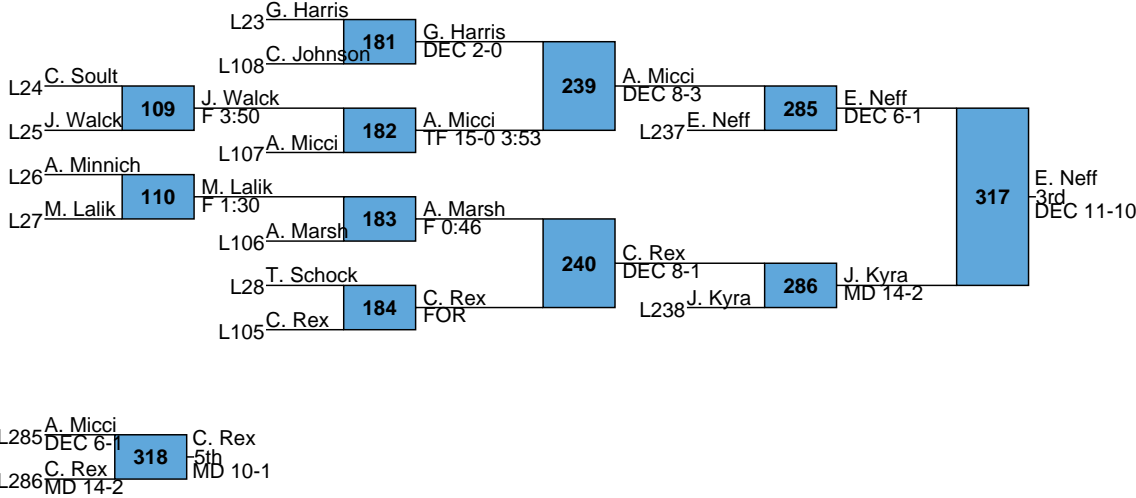 G. Harris
L23
181
G. Harris
DEC 2-0
C. Johnson
L108
C. Soult
L24
109
J. Walck
F 3:50
J. Walck
L25
182
A. Micci
TF 15-0 3:53
A. Micci
L107
239
A. Micci
DEC 8-3
285
E. Neff
DEC 6-1
E. Neff
L237
A. Minnich
L26
110
M. Lalik
F 1:30
M. Lalik
L27
183
A. Marsh
F 0:46
A. Marsh
L106
317
E. Neff
3rd
DEC 11-10
T. Schock
L28
184
C. Rex
FOR
C. Rex
L105
240
C. Rex
DEC 8-1
286
J. Kyra
MD 14-2
J. Kyra
L238
A. Micci
L285
DEC 6-1
318
C. Rex
5th
MD 10-1
C. Rex
L286
MD 14-2